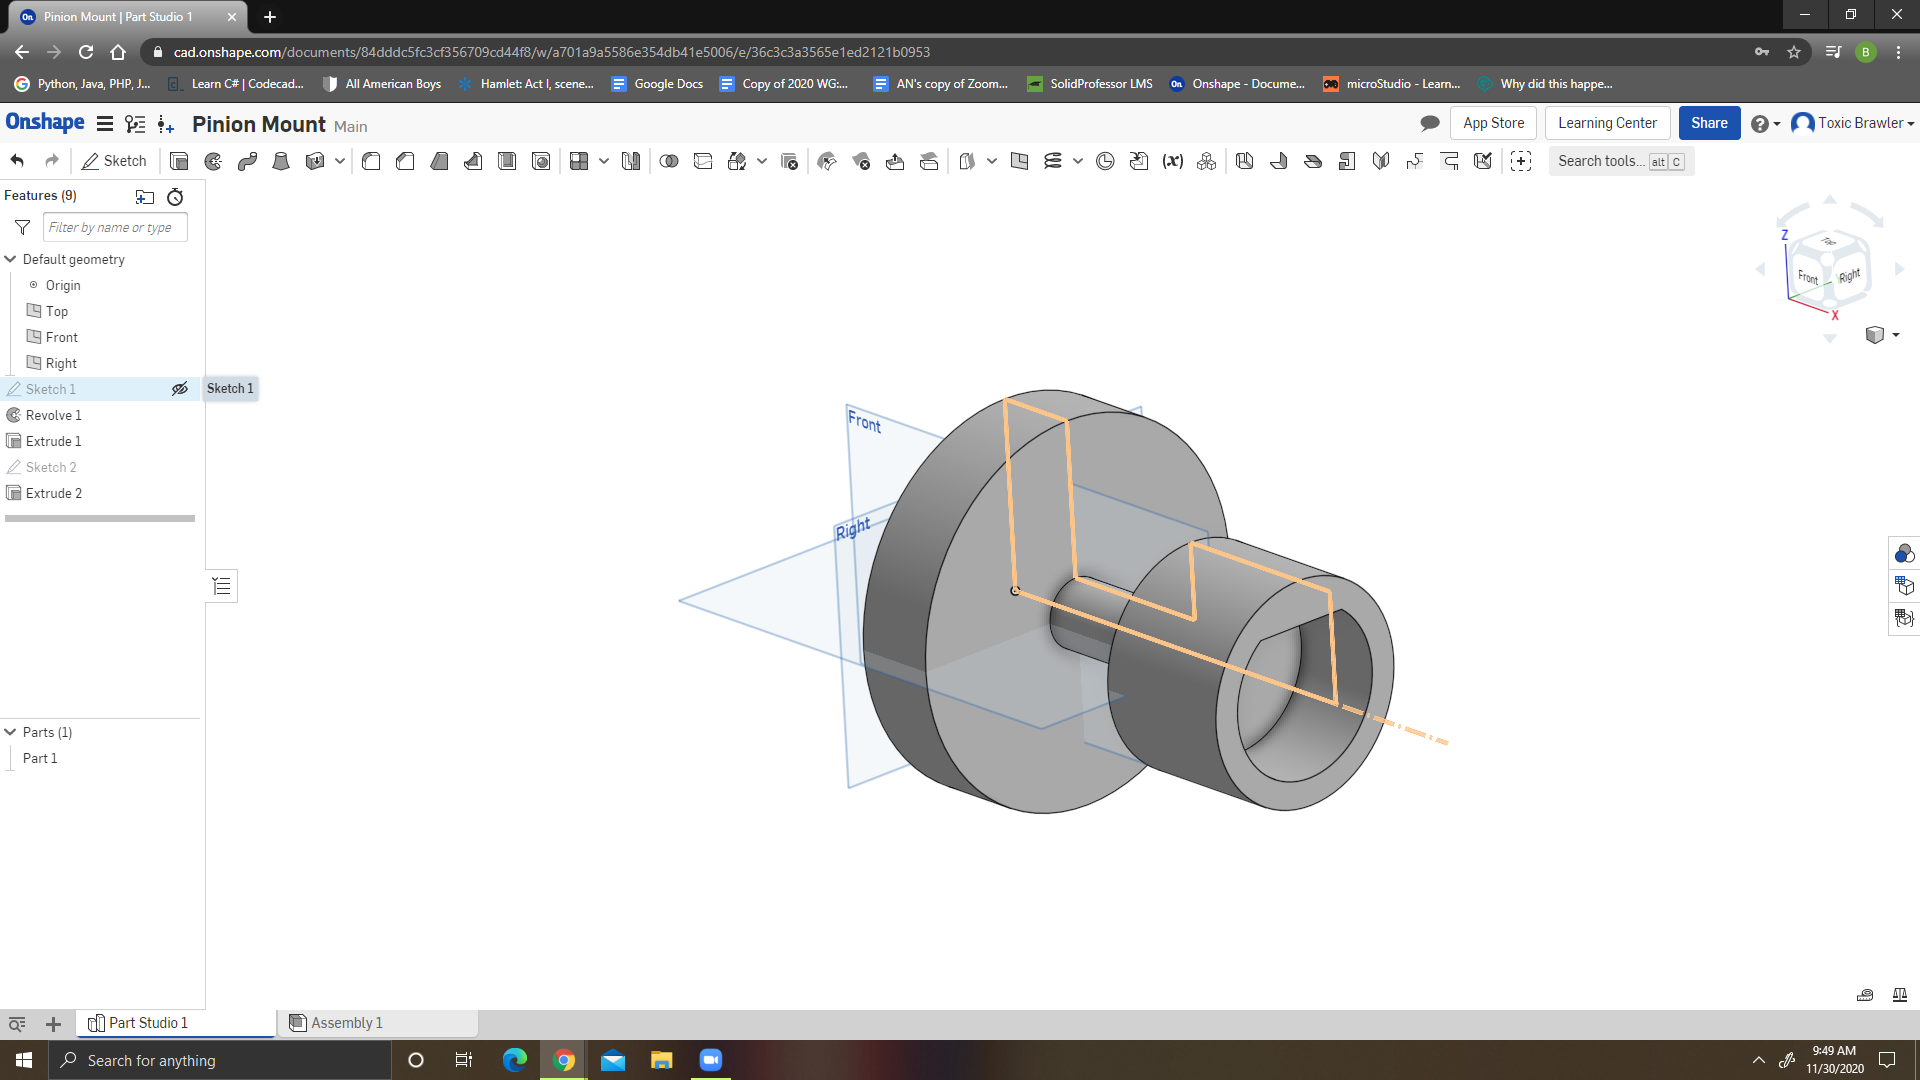 Pinion Mount | Part Studio 1
cad.onshape.com/documents/84dddc5fc3cf356709cd44f8/w/a701a9a5586e354db41e5006/e/36c3c3a3565e1ed2121b0953
B
Python, Java, PHP, J... Learn C# | Codecad... All American Boys Hamlet: Act I, scene... Google Docs Copy of 2020 WG:... AN's copy of Zoom... SolidProfessor LMS On Onshape - Docume... microStudio - Learn... Why did this happe...
Onshape Pinion Mount Main App Store Learning Center Share Toxic Brawler
Sketch (x) Search tools... alt C
Features (9)
Filter by name or type
Default geometry
Origin
Top
Front
Right
Sketch 1 Sketch 1
Revolve 1
Extrude 1
Sketch 2
Extrude 2
Parts (1)
Part 1
Front
Right
Z
Top
Front Right
X
Part Studio 1 Assembly 1
Search for anything
9:49 AM
11/30/2020